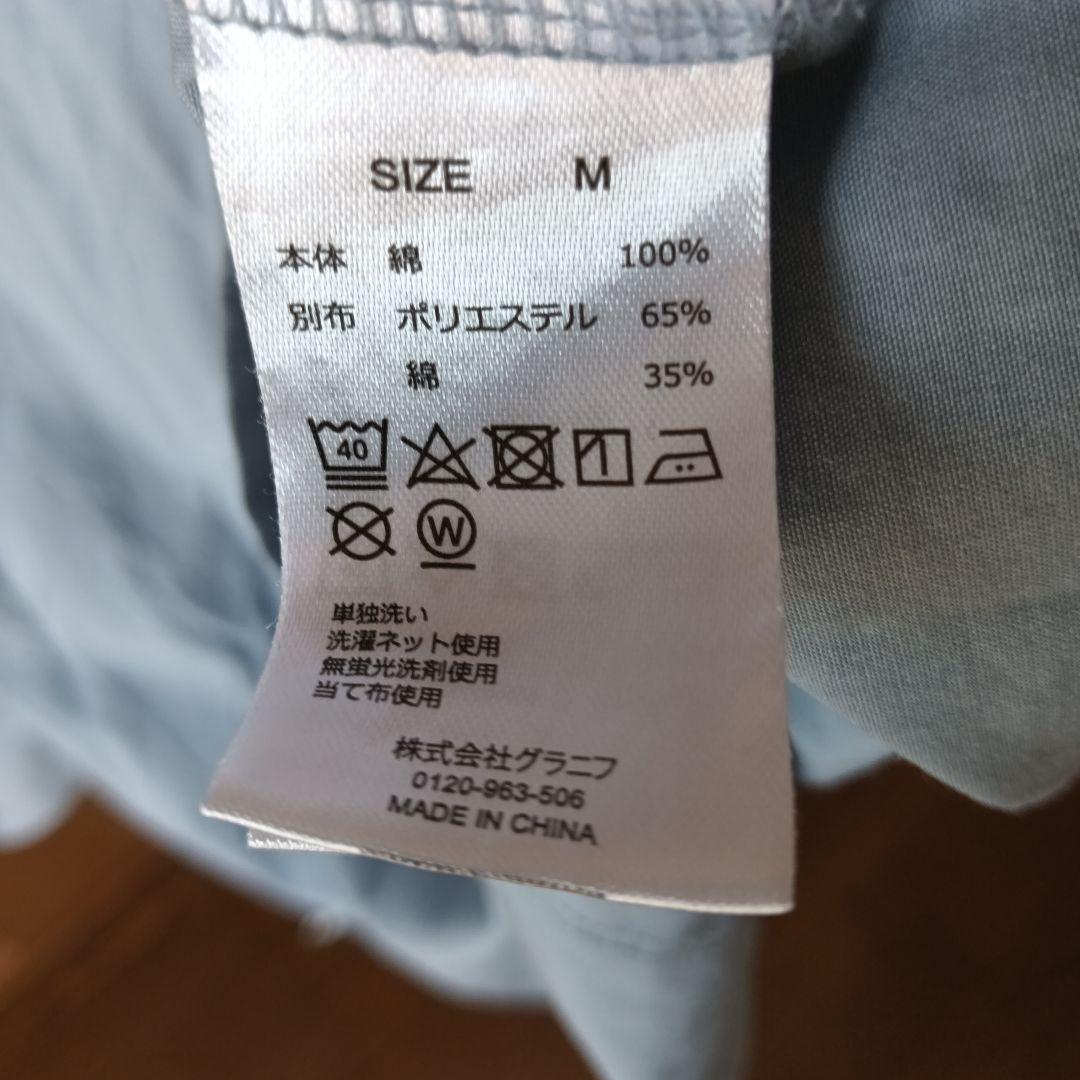 SIZE M
本体 綿 100%
別布 ポリエステル 65%
綿 35%
40
W
単独洗い
洗濯ネット使用
無蛍光洗剤使用
当て布使用
株式会社グラニフ
0120-963-506
MADE IN CHINA